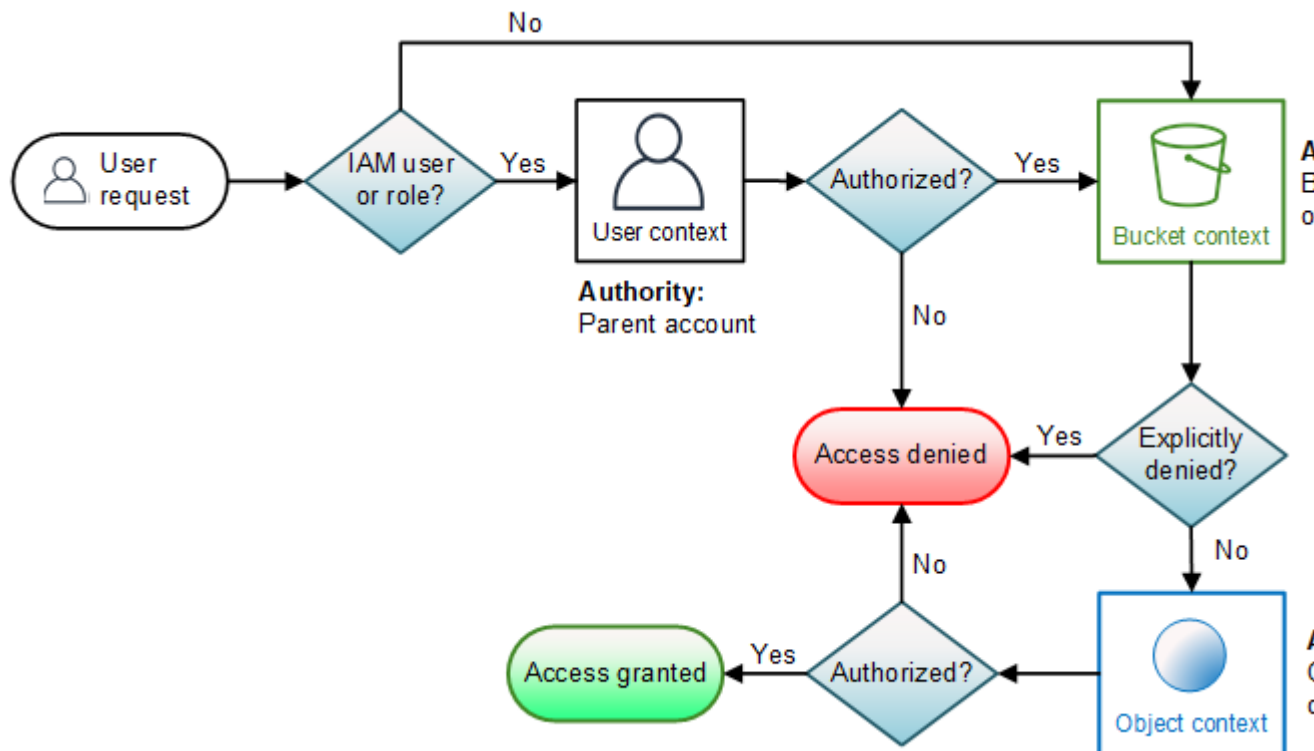 No
User
request
IAM user
or role?
Yes
User context
Authority:
Parent account
Authorized?
Yes
Bucket context
No
Access denied
Yes
Explicitly
denied?
No
No
Access granted
Yes
Authorized?
Object context